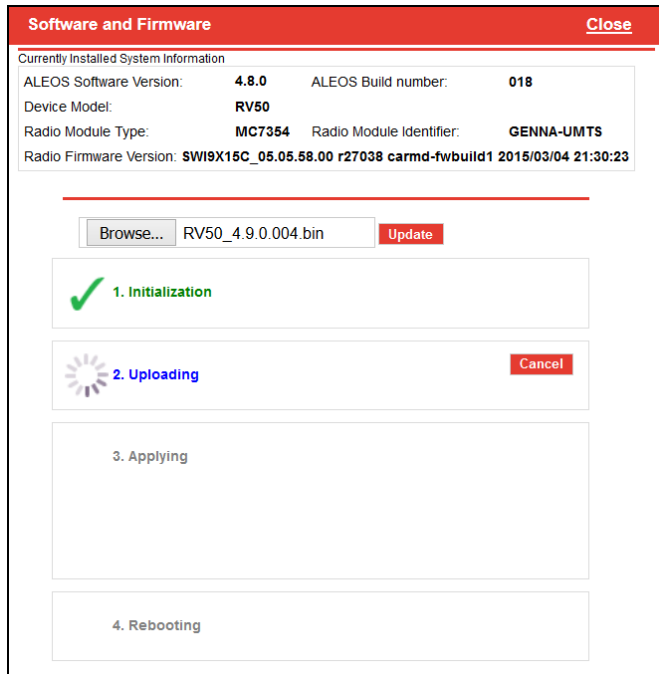 Software and Firmware Close
Currently Installed System Information
ALEOS Software Version: 4.8.0 ALEOS Build number: 018
Device Model: RV50
Radio Module Type: MC7354 Radio Module Identifier: GENNA-UMTS
Radio Firmware Version: SWI9X15C_05.05.58.00 r27038 carmd-fwbuild1 2015/03/04 21:30:23
Browse... RV50_4.9.0.004.bin Update
1. Initialization
2. Uploading Cancel
3. Applying
4. Rebooting